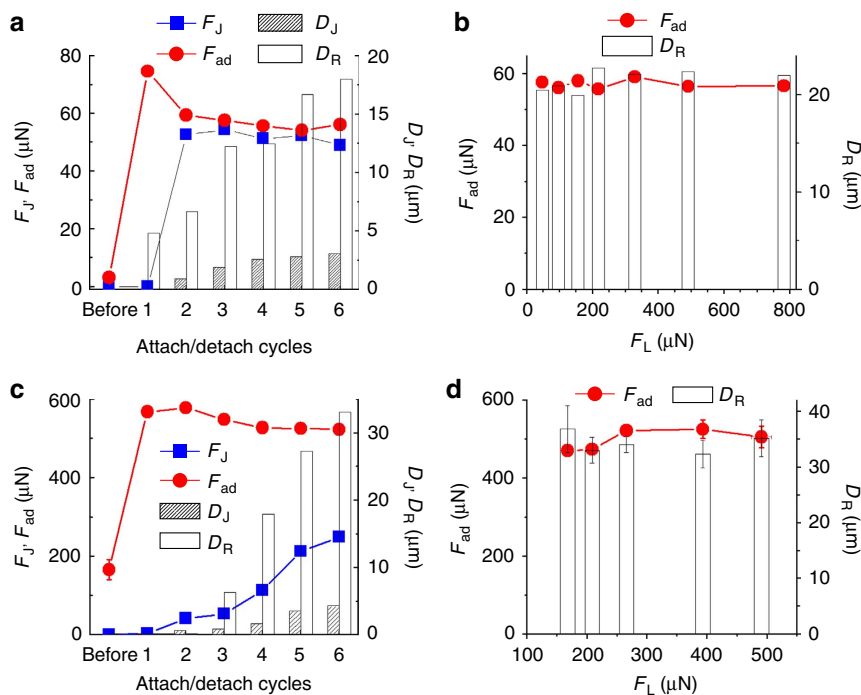 a
F_J
D_J
F_ad
D_R
80
60
40
20
0
F_J, F_ad (μN)
20
15
10
5
0
D_J, D_R (μm)
Before 1 2 3 4 5 6
Attach/detach cycles
b
F_ad
D_R
60
40
20
0
F_ad (μN)
20
10
0
D_R (μm)
0 200 400 600 800
F_L (μN)
c
F_J
F_ad
D_J
D_R
600
400
200
0
F_J, F_ad (μN)
30
20
10
0
D_J, D_R (μm)
Before 1 2 3 4 5 6
Attach/detach cycles
d
F_ad
D_R
600
400
200
0
F_ad (μN)
40
30
20
10
0
D_R (μm)
100 200 300 400 500
F_L (μN)